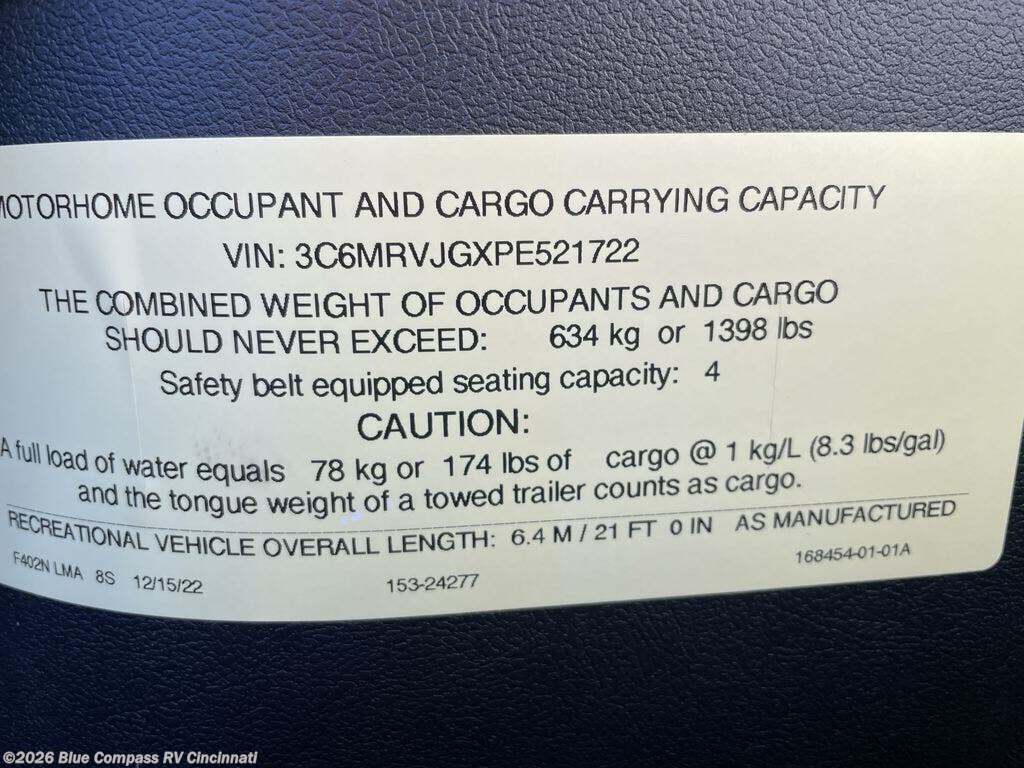 MOTORHOME OCCUPANT AND CARGO CARRYING CAPACITY
VIN: 3C6MRVJGXPE521722
THE COMBINED WEIGHT OF OCCUPANTS AND CARGO
SHOULD NEVER EXCEED: 634 kg or 1398 lbs
Safety belt equipped seating capacity: 4
CAUTION:
A full load of water equals 78 kg or 174 lbs of cargo @ 1 kg/L (8.3 lbs/gal)
and the tongue weight of a towed trailer counts as cargo.
RECREATIONAL VEHICLE OVERALL LENGTH: 6.4 M / 21 FT 0 IN AS MANUFACTURED
F402N LMA 8S 12/15/22 153-24277 168454-01-01A
©2026 Blue Compass RV Cincinnati